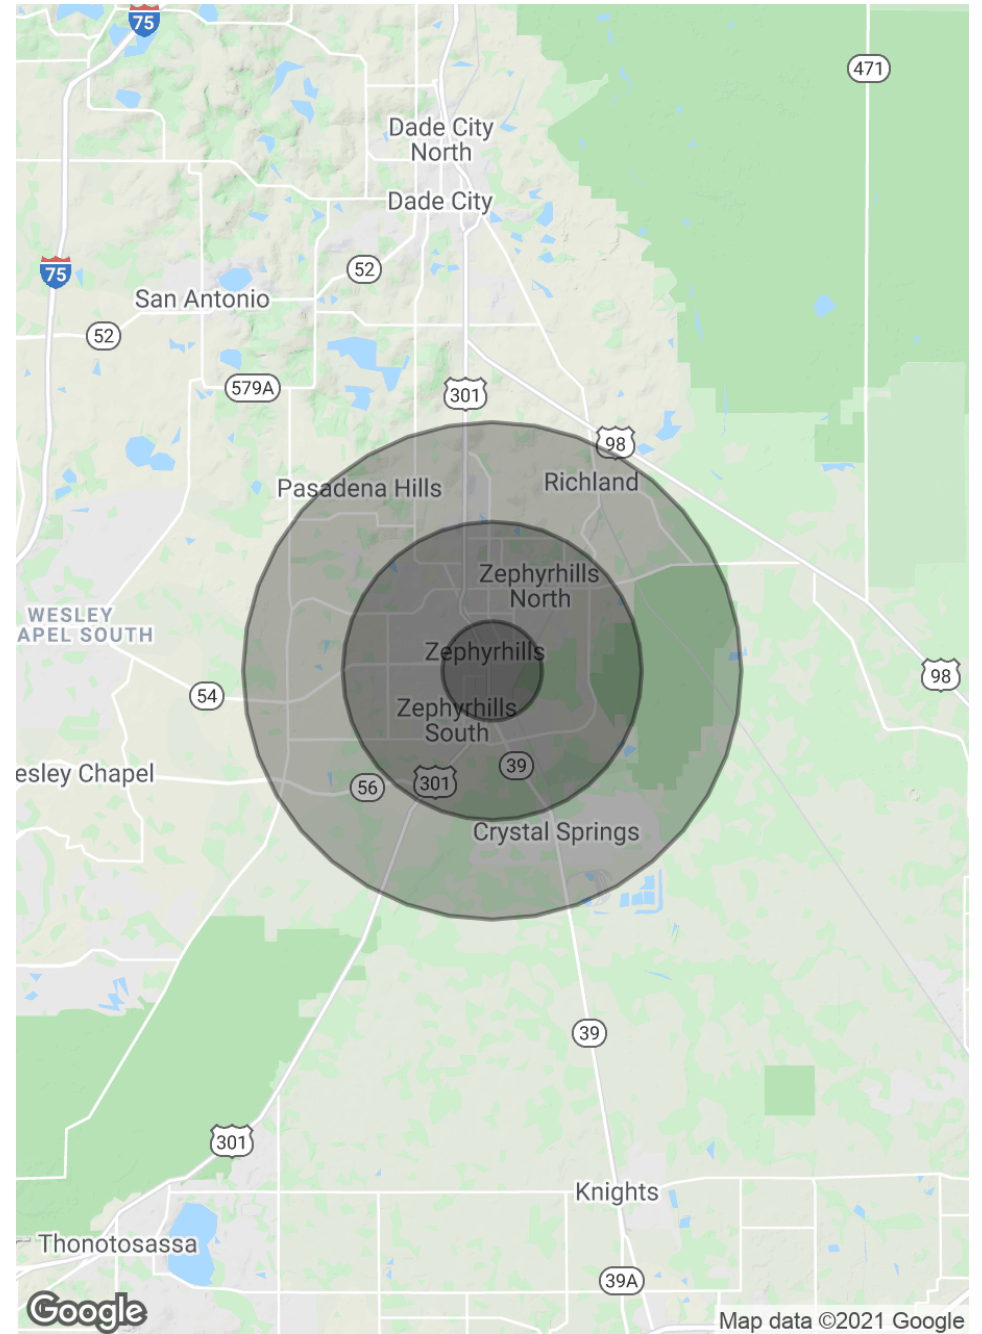 75
471
Dade City
North
Dade City
52
75
San Antonio
52
579A
301
98
Pasadena Hills
Richland
Zephyrhills
North
WESLEY
APEL SOUTH
Zephyrhills
98
54
Zephyrhills
South
39
esley Chapel
56
301
Crystal Springs
39
301
Knights
Thonotosassa
39A
Google
Map data ©2021 Google